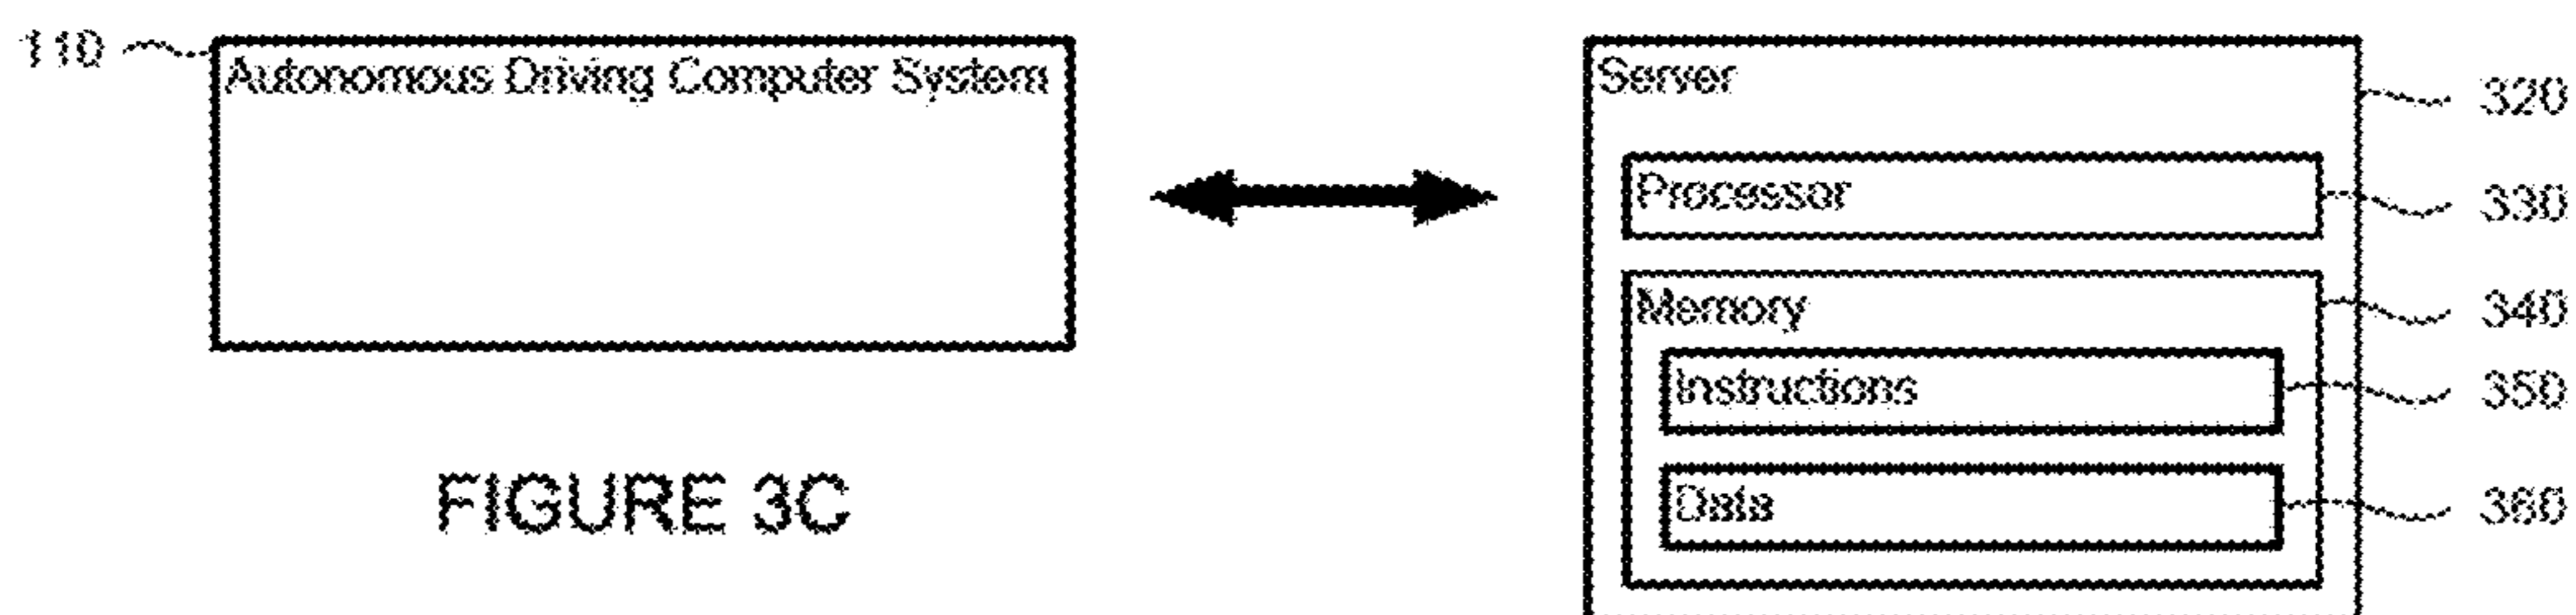 110
Autonomous Driving Computer System
Server
320
Processor
330
Memory
340
Instructions
350
Data
360
FIGURE 3C